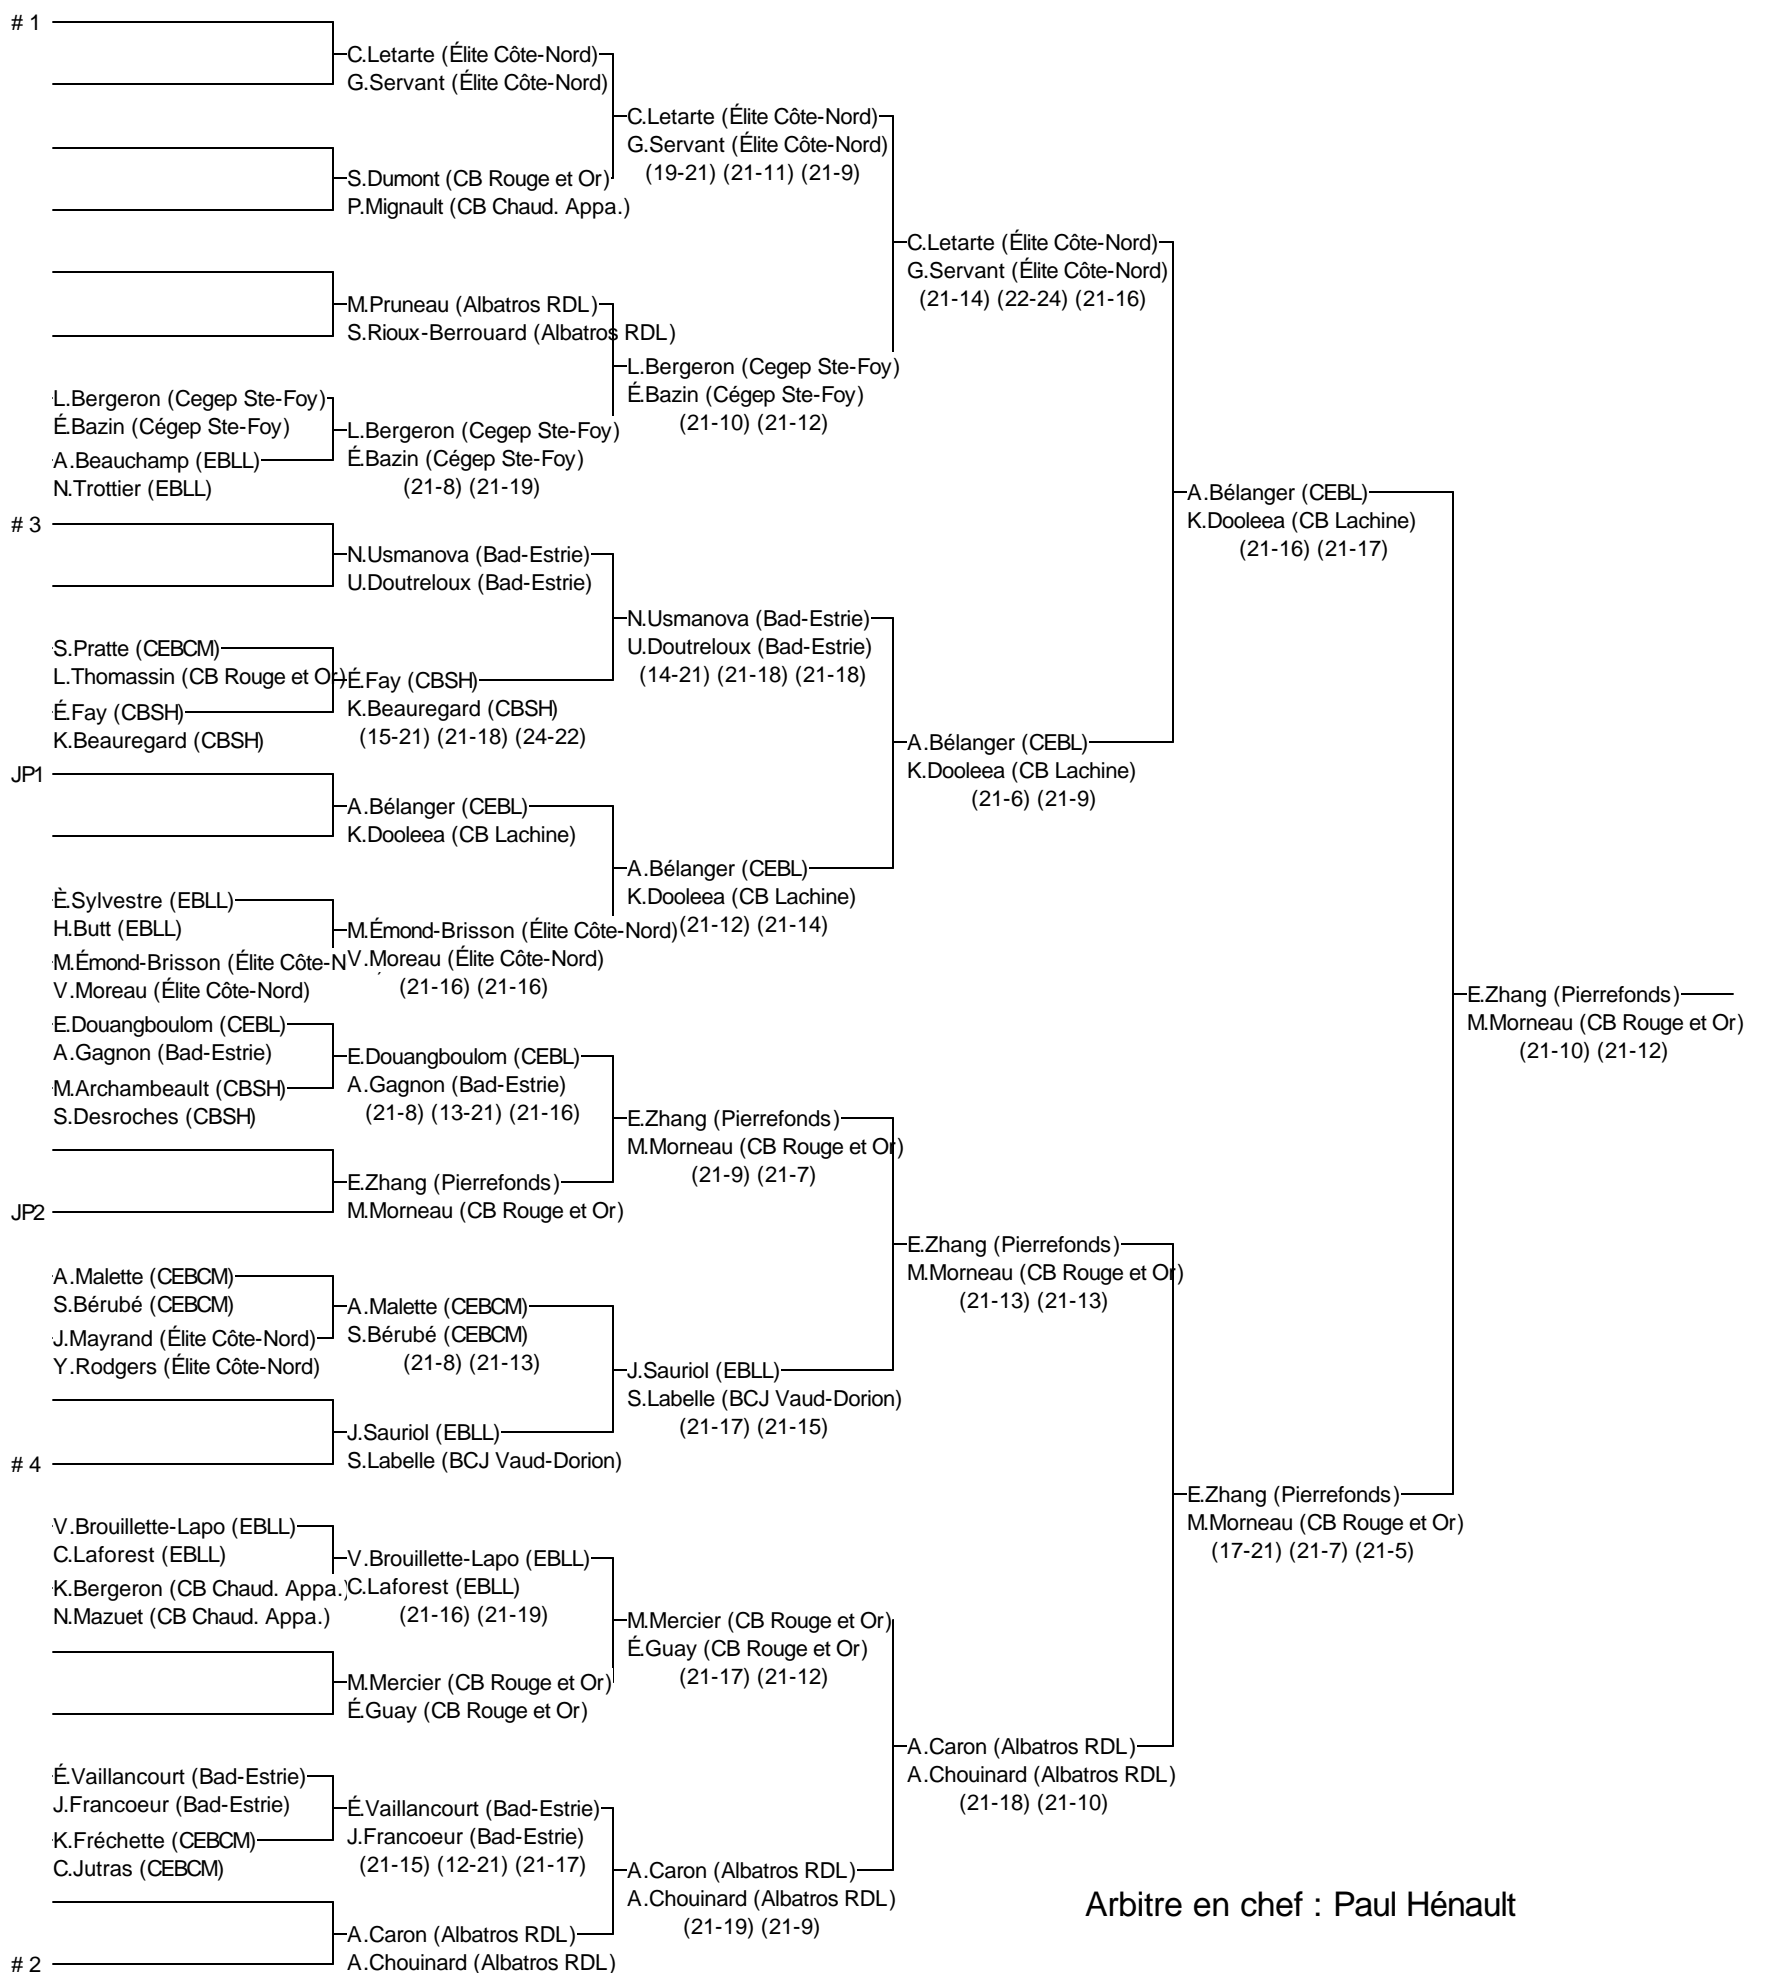 # 1
C.Letarte (Élite Côte-Nord)
G.Servant (Élite Côte-Nord)
C.Letarte (Élite Côte-Nord)
G.Servant (Élite Côte-Nord)
(19-21) (21-11) (21-9)
S.Dumont (CB Rouge et Or)
P.Mignault (CB Chaud. Appa.)
C.Letarte (Élite Côte-Nord)
G.Servant (Élite Côte-Nord)
(21-14) (22-24) (21-16)
M.Pruneau (Albatros RDL)
S.Rioux-Berrouard (Albatros RDL)
L.Bergeron (Cegep Ste-Foy)
É.Bazin (Cégep Ste-Foy)
(21-10) (21-12)
L.Bergeron (Cegep Ste-Foy)
É.Bazin (Cégep Ste-Foy)
L.Bergeron (Cegep Ste-Foy)
É.Bazin (Cégep Ste-Foy)
(21-8) (21-19)
A.Beauchamp (EBLL)
N.Trottier (EBLL)
A.Bélanger (CEBL)
K.Dooleea (CB Lachine)
(21-16) (21-17)
# 3
N.Usmanova (Bad-Estrie)
U.Doutreloux (Bad-Estrie)
N.Usmanova (Bad-Estrie)
U.Doutreloux (Bad-Estrie)
(14-21) (21-18) (21-18)
S.Pratte (CEBCM)
L.Thomassin (CB Rouge et Or)
É.Fay (CBSH)
K.Beauregard (CBSH)
(15-21) (21-18) (24-22)
É.Fay (CBSH)
K.Beauregard (CBSH)
A.Bélanger (CEBL)
K.Dooleea (CB Lachine)
(21-6) (21-9)
JP1
A.Bélanger (CEBL)
K.Dooleea (CB Lachine)
A.Bélanger (CEBL)
K.Dooleea (CB Lachine)
(21-12) (21-14)
È.Sylvestre (EBLL)
H.Butt (EBLL)
M.Émond-Brisson (Élite Côte-Nord)
V.Moreau (Élite Côte-Nord)
(21-16) (21-16)
M.Émond-Brisson (Élite Côte-N
V.Moreau (Élite Côte-Nord)
E.Zhang (Pierrefonds)
M.Morneau (CB Rouge et Or)
(21-10) (21-12)
E.Douangboulom (CEBL)
A.Gagnon (Bad-Estrie)
E.Douangboulom (CEBL)
A.Gagnon (Bad-Estrie)
(21-8) (13-21) (21-16)
M.Archambeault (CBSH)
S.Desroches (CBSH)
E.Zhang (Pierrefonds)
M.Morneau (CB Rouge et Or)
(21-9) (21-7)
E.Zhang (Pierrefonds)
M.Morneau (CB Rouge et Or)
JP2
E.Zhang (Pierrefonds)
M.Morneau (CB Rouge et Or)
(21-13) (21-13)
A.Malette (CEBCM)
S.Bérubé (CEBCM)
A.Malette (CEBCM)
S.Bérubé (CEBCM)
(21-8) (21-13)
J.Mayrand (Élite Côte-Nord)
Y.Rodgers (Élite Côte-Nord)
J.Sauriol (EBLL)
S.Labelle (BCJ Vaud-Dorion)
(21-17) (21-15)
J.Sauriol (EBLL)
S.Labelle (BCJ Vaud-Dorion)
# 4
E.Zhang (Pierrefonds)
M.Morneau (CB Rouge et Or)
(17-21) (21-7) (21-5)
V.Brouillette-Lapo (EBLL)
C.Laforest (EBLL)
V.Brouillette-Lapo (EBLL)
C.Laforest (EBLL)
(21-16) (21-19)
K.Bergeron (CB Chaud. Appa.)
N.Mazuet (CB Chaud. Appa.)
M.Mercier (CB Rouge et Or)
É.Guay (CB Rouge et Or)
(21-17) (21-12)
M.Mercier (CB Rouge et Or)
É.Guay (CB Rouge et Or)
A.Caron (Albatros RDL)
A.Chouinard (Albatros RDL)
(21-18) (21-10)
É.Vaillancourt (Bad-Estrie)
J.Francoeur (Bad-Estrie)
É.Vaillancourt (Bad-Estrie)
J.Francoeur (Bad-Estrie)
(21-15) (12-21) (21-17)
K.Fréchette (CEBCM)
C.Jutras (CEBCM)
A.Caron (Albatros RDL)
A.Chouinard (Albatros RDL)
(21-19) (21-9)
Arbitre en chef : Paul Hénault
A.Caron (Albatros RDL)
A.Chouinard (Albatros RDL)
# 2